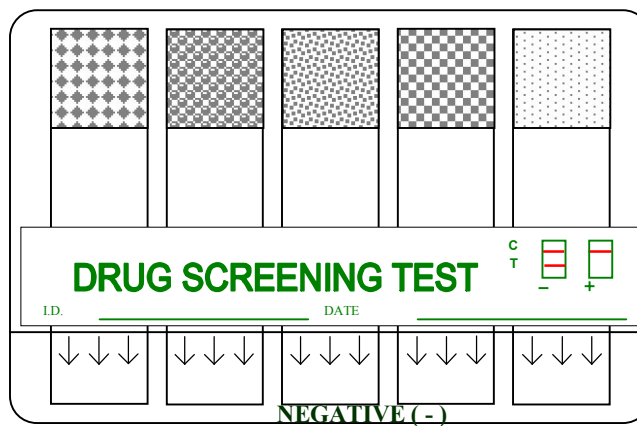 C
T
DRUG SCREENING TEST
– +
I.D. DATE
NEGATIVE ( - )